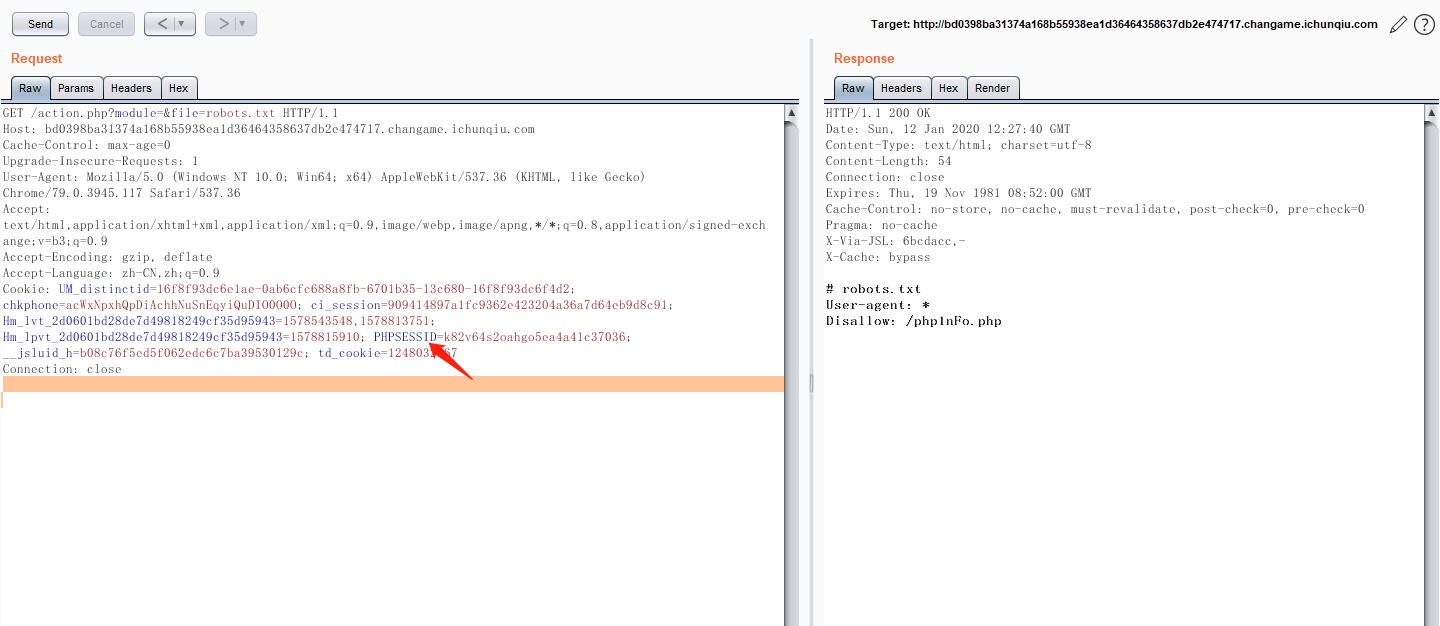 Send Cancel < ▼ > ▼ Target: http://bd0398ba31374a168b55938ea1d36464358637db2e474717.changame.ichunqiu.com ?
Request
Raw Params Headers Hex
GET /action.php?module=&file=robots.txt HTTP/1.1
Host: bd0398ba31374a168b55938ea1d36464358637db2e474717.changame.ichunqiu.com
Cache-Control: max-age=0
Upgrade-Insecure-Requests: 1
User-Agent: Mozilla/5.0 (Windows NT 10.0; Win64; x64) AppleWebKit/537.36 (KHTML, like Gecko)
Chrome/79.0.3945.117 Safari/537.36
Accept:
text/html,application/xhtml+xml,application/xml;q=0.9,image/webp,image/apng,*/*;q=0.8,application/signed-exch
ange;v=b3;q=0.9
Accept-Encoding: gzip, deflate
Accept-Language: zh-CN,zh;q=0.9
Cookie: UM_distinctid=16f8f93dc6e1ae-0ab6cfc688a8fb-6701b35-13c680-16f8f93dc6f4d2;
chkphone=acWxNpxhQpDiAchhNuSnEqyiQuDIO0O0O; ci_session=909414897a1fc9362e423204a36a7d64eb9d8c91;
Hm_lvt_2d0601bd28de7d49818249cf35d95943=1578543548,1578813751;
Hm_lpvt_2d0601bd28de7d49818249cf35d95943=1578815910; PHPSESSID=k82v64s2oahgo5ea4a41c37036;
__jsluid_h=b08c76f5ed5f062edc6c7ba39530129c; td_cookie=
Connection: close
Response
Raw Headers Hex Render
HTTP/1.1 200 OK
Date: Sun, 12 Jan 2020 12:27:40 GMT
Content-Type: text/html; charset=utf-8
Content-Length: 54
Connection: close
Expires: Thu, 19 Nov 1981 08:52:00 GMT
Cache-Control: no-store, no-cache, must-revalidate, post-check=0, pre-check=0
Pragma: no-cache
X-Via-JSL: 6bcdacc,-
X-Cache: bypass
# robots.txt
User-agent: *
Disallow: /php1nFo.php